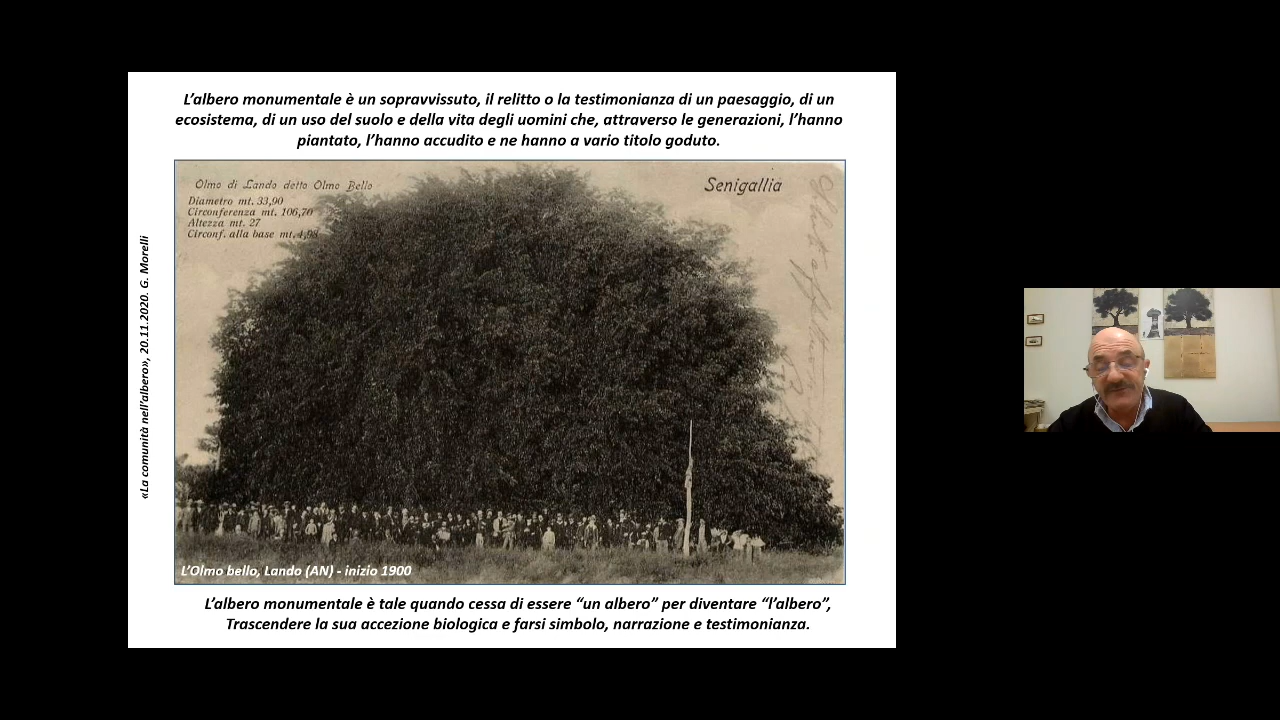 L'albero monumentale è un sopravvissuto, il relitto o la testimonianza di un paesaggio, di un
ecosistema, di un uso del suolo e della vita degli uomini che, attraverso le generazioni, l'hanno
piantato, l'hanno accudito e ne hanno a vario titolo goduto.
Olmo di Lando detto Olmo Bello
Diametro mt. 33,90
Circonferenza mt. 106,70
Altezza mt. 27
Circonf. alla base mt. 4,93
Senigallia
«La comunità nell'albero», 20.11.2020. G. Morelli
L'Olmo bello, Lando (AN) - inizio 1900
L'albero monumentale è tale quando cessa di essere "un albero" per diventare "l'albero",
Trascendere la sua accezione biologica e farsi simbolo, narrazione e testimonianza.